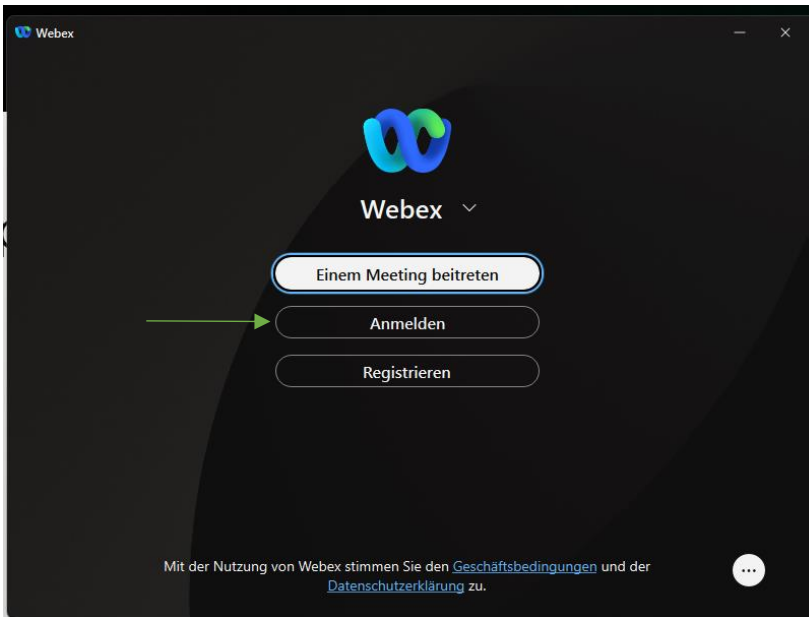 Webex
Webex
Einem Meeting beitreten
Anmelden
Registrieren
Mit der Nutzung von Webex stimmen Sie den Geschäftsbedingungen und der
Datenschutzerklärung zu.